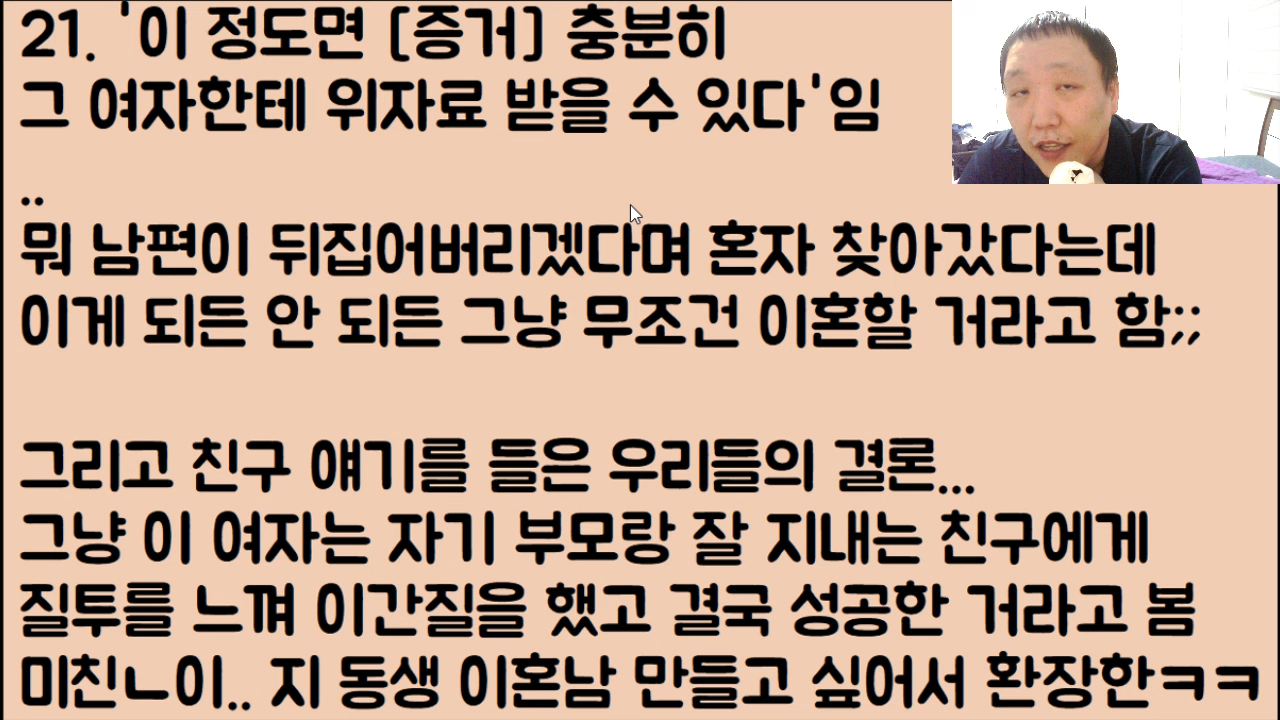 21. '이 정도면 [증거] 충분히
그 여자한테 위자료 받을 수 있다'임
..
뭐 남편이 뒤집어버리겠다며 혼자 찾아갔다는데
이게 되든 안 되든 그냥 무조건 이혼할 거라고 함;;
그리고 친구 얘기를 들은 우리들의 결론...
그냥 이 여자는 자기 부모랑 잘 지내는 친구에게
질투를 느껴 이간질을 했고 결국 성공한 거라고 봄
미친ㄴ이.. 지 동생 이혼남 만들고 싶어서 환장한ㅋㅋ